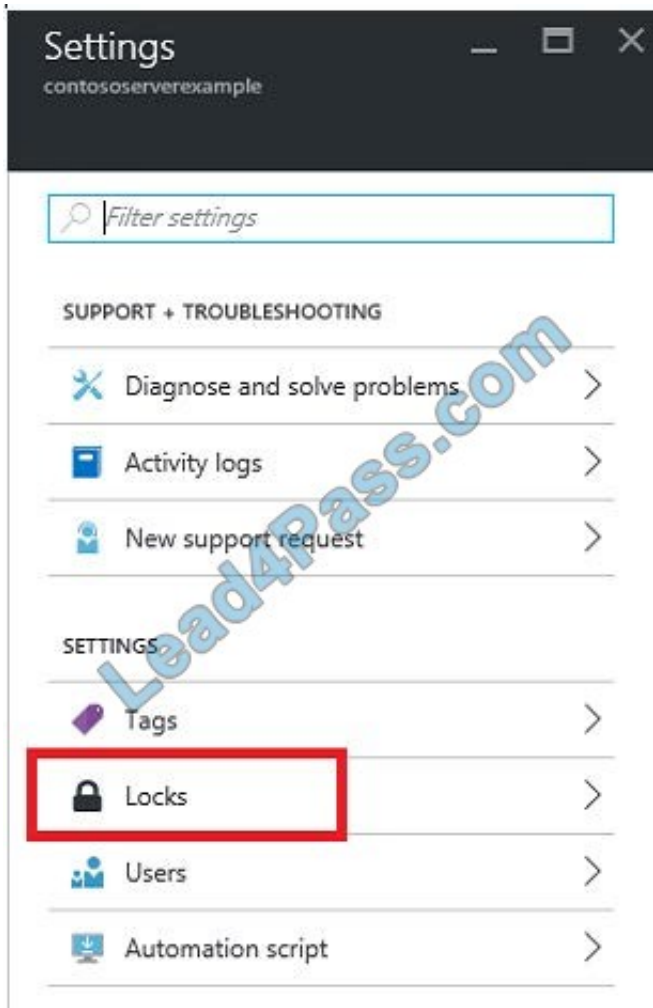 Settings
contososerverexample
Filter settings
SUPPORT + TROUBLESHOOTING
Diagnose and solve problems
Activity logs
New support request
SETTINGS
Tags
Locks
Users
Automation script
Lead4Pass.com